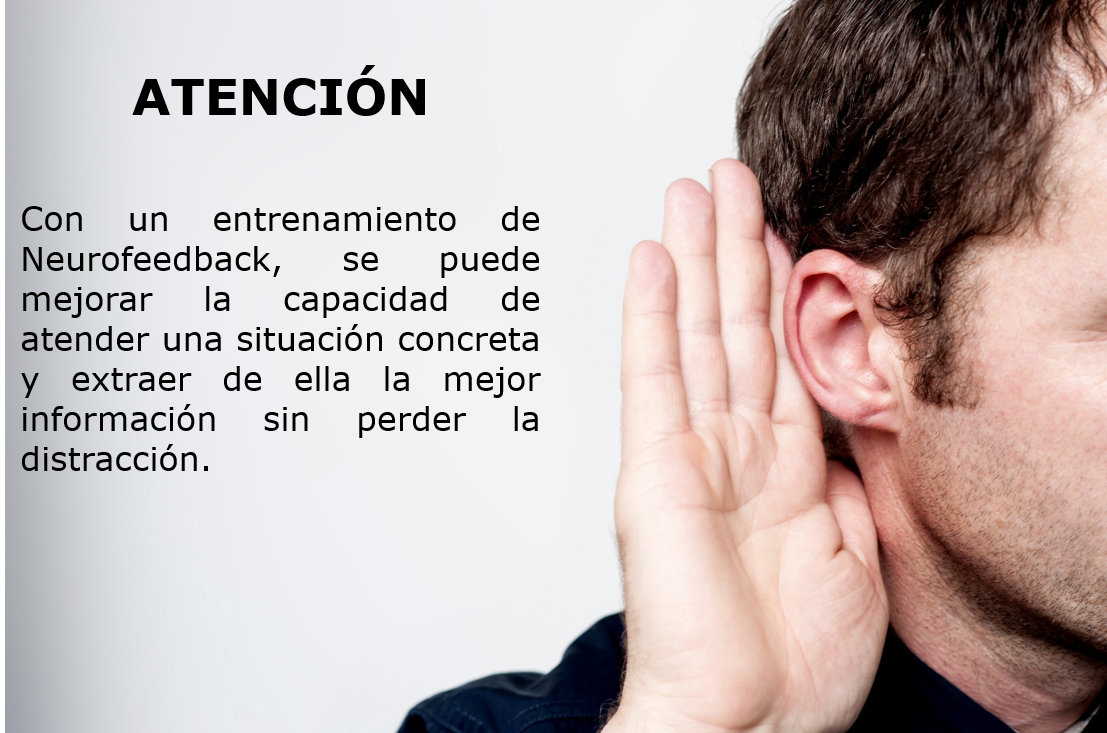 ATENCIÓN
Con un entrenamiento de
Neurofeedback, se puede
mejorar la capacidad de
atender una situación concreta
y extraer de ella la mejor
información sin perder la
distracción.